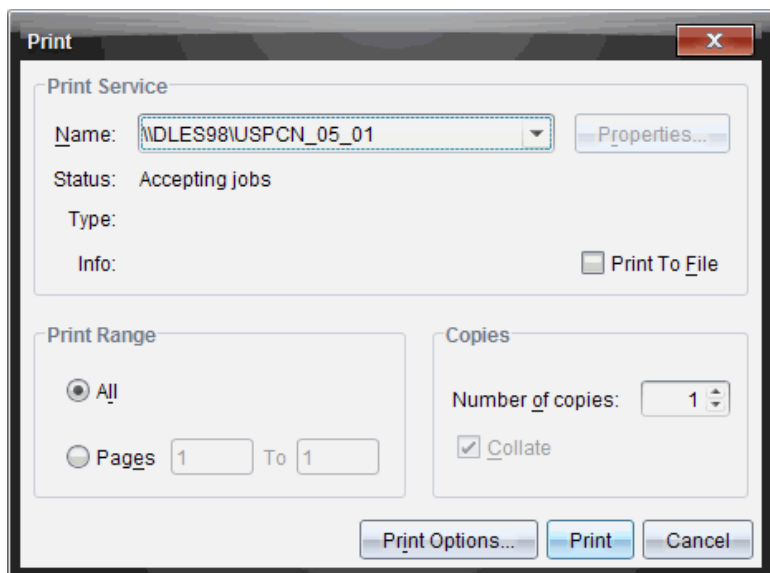 Print
X
Print Service
Name: \\DLES98\USPCN_05_01 Properties...
Status: Accepting jobs
Type:
Info:
Print To File
Print Range
All
Pages 1 To 1
Copies
Number of copies: 1
Collate
Print Options... Print Cancel